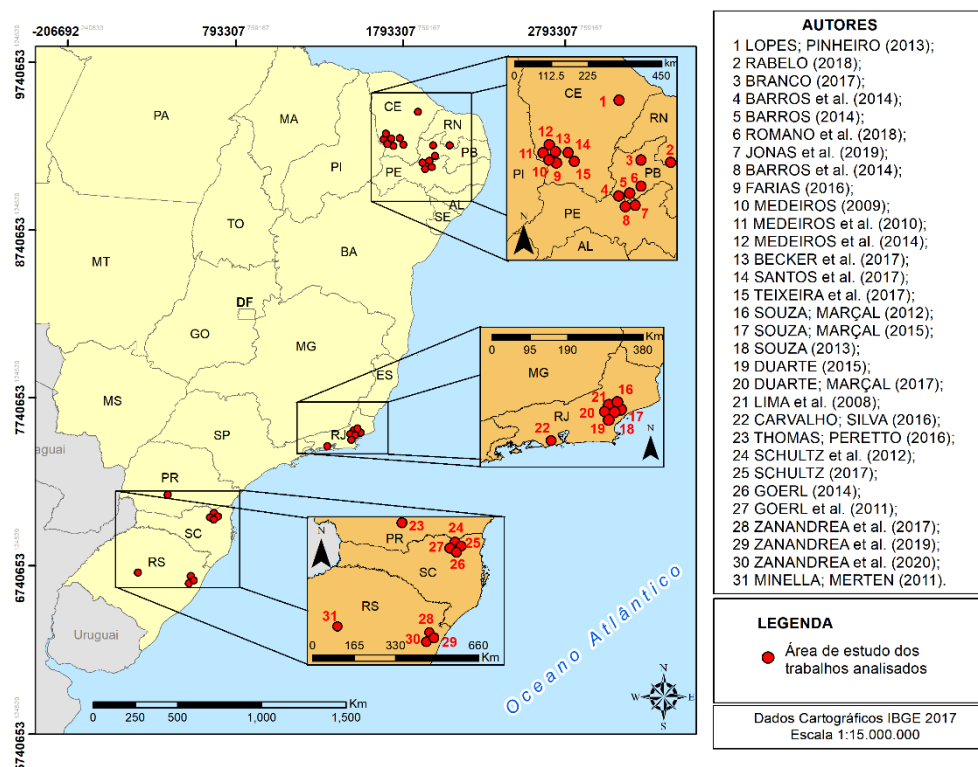 -206692
793307
1793307
2793307
9740653
8740653
7740653
6740653
5740653
PA
MA
CE
RN
PB
PI
PE
AL
SE
TO
BA
MT
DF
GO
MG
ES
MS
SP
RJ
PR
SC
RS
aguai
Uruguai
Oceano Atlântico
0 250 500 1,000 1,500
Km
N
W E
S
km
0 112.5 225 450
CE
1
RN
12
13
14
11
10
9
15
3
2
PB
6
5
4
PI
8
7
PE
N
AL
Km
0 95 190 380
MG
21
16
20
17
RJ
22
19
18
N
N
23
24
PR
27
25
26
SC
RS
31
28
30
29
0 165 330 660
Km
AUTORES
1 LOPES; PINHEIRO (2013);
2 RABELO (2018);
3 BRANCO (2017);
4 BARROS et al. (2014);
5 BARROS (2014);
6 ROMANO et al. (2018);
7 JONAS et al. (2019);
8 BARROS et al. (2014);
9 FARIAS (2016);
10 MEDEIROS (2009);
11 MEDEIROS et al. (2010);
12 MEDEIROS et al. (2014);
13 BECKER et al. (2017);
14 SANTOS et al. (2017);
15 TEIXEIRA et al. (2017);
16 SOUZA; MARÇAL (2012);
17 SOUZA; MARÇAL (2015);
18 SOUZA (2013);
19 DUARTE (2015);
20 DUARTE; MARÇAL (2017);
21 LIMA et al. (2008);
22 CARVALHO; SILVA (2016);
23 THOMAS; PERETTO (2016);
24 SCHULTZ et al. (2012);
25 SCHULTZ (2017);
26 GOERL (2014);
27 GOERL et al. (2011);
28 ZANANDREA et al. (2017);
29 ZANANDREA et al. (2019);
30 ZANANDREA et al. (2020);
31 MINELLA; MERTEN (2011).
LEGENDA
Área de estudo dos
trabalhos analisados
Dados Cartográficos IBGE 2017
Escala 1:15.000.000